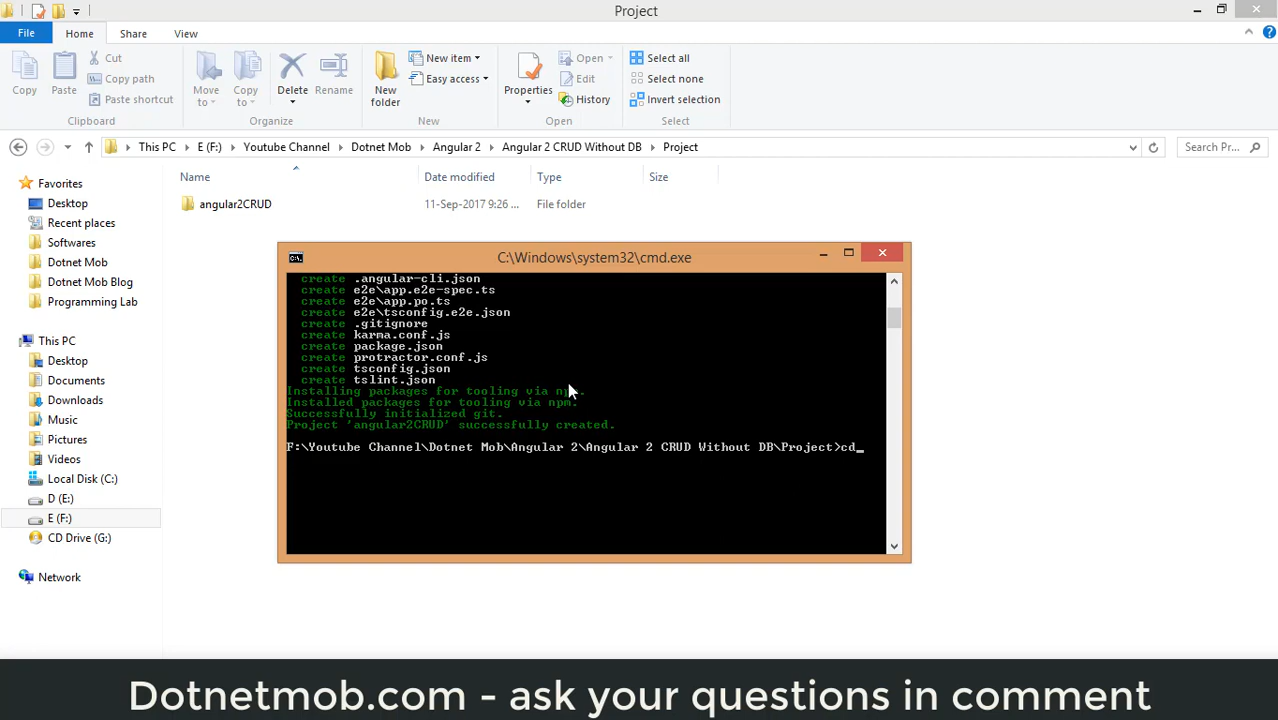 Project
File Home Share View
Copy
Paste
Cut
Copy path
Paste shortcut
Clipboard
Move to
Copy to
Delete
Rename
Organize
New folder
New item
Easy access
New
Properties
Open
Edit
History
Open
Select all
Select none
Invert selection
Select
This PC E (F:) Youtube Channel Dotnet Mob Angular 2 Angular 2 CRUD Without DB Project
Search Pr...
Name Date modified Type Size
angular2CRUD 11-Sep-2017 9:26 ... File folder
Favorites
Desktop
Recent places
Softwares
Dotnet Mob
Dotnet Mob Blog
Programming Lab
This PC
Desktop
Documents
Downloads
Music
Pictures
Videos
Local Disk (C:)
D (E:)
E (F:)
CD Drive (G:)
Network
C:\Windows\system32\cmd.exe
create .angular-cli.json
create e2e\app.e2e-spec.ts
create e2e\app.po.ts
create e2e\tsconfig.e2e.json
create .gitignore
create karma.conf.js
create package.json
create protractor.conf.js
create tsconfig.json
create tslint.json
Installing packages for tooling via npm.
Installed packages for tooling via npm.
Successfully initialized git.
Project 'angular2CRUD' successfully created.
F:\Youtube Channel\Dotnet Mob\Angular 2\Angular 2 CRUD Without DB\Project>cd_
Dotnetmob.com - ask your questions in comment